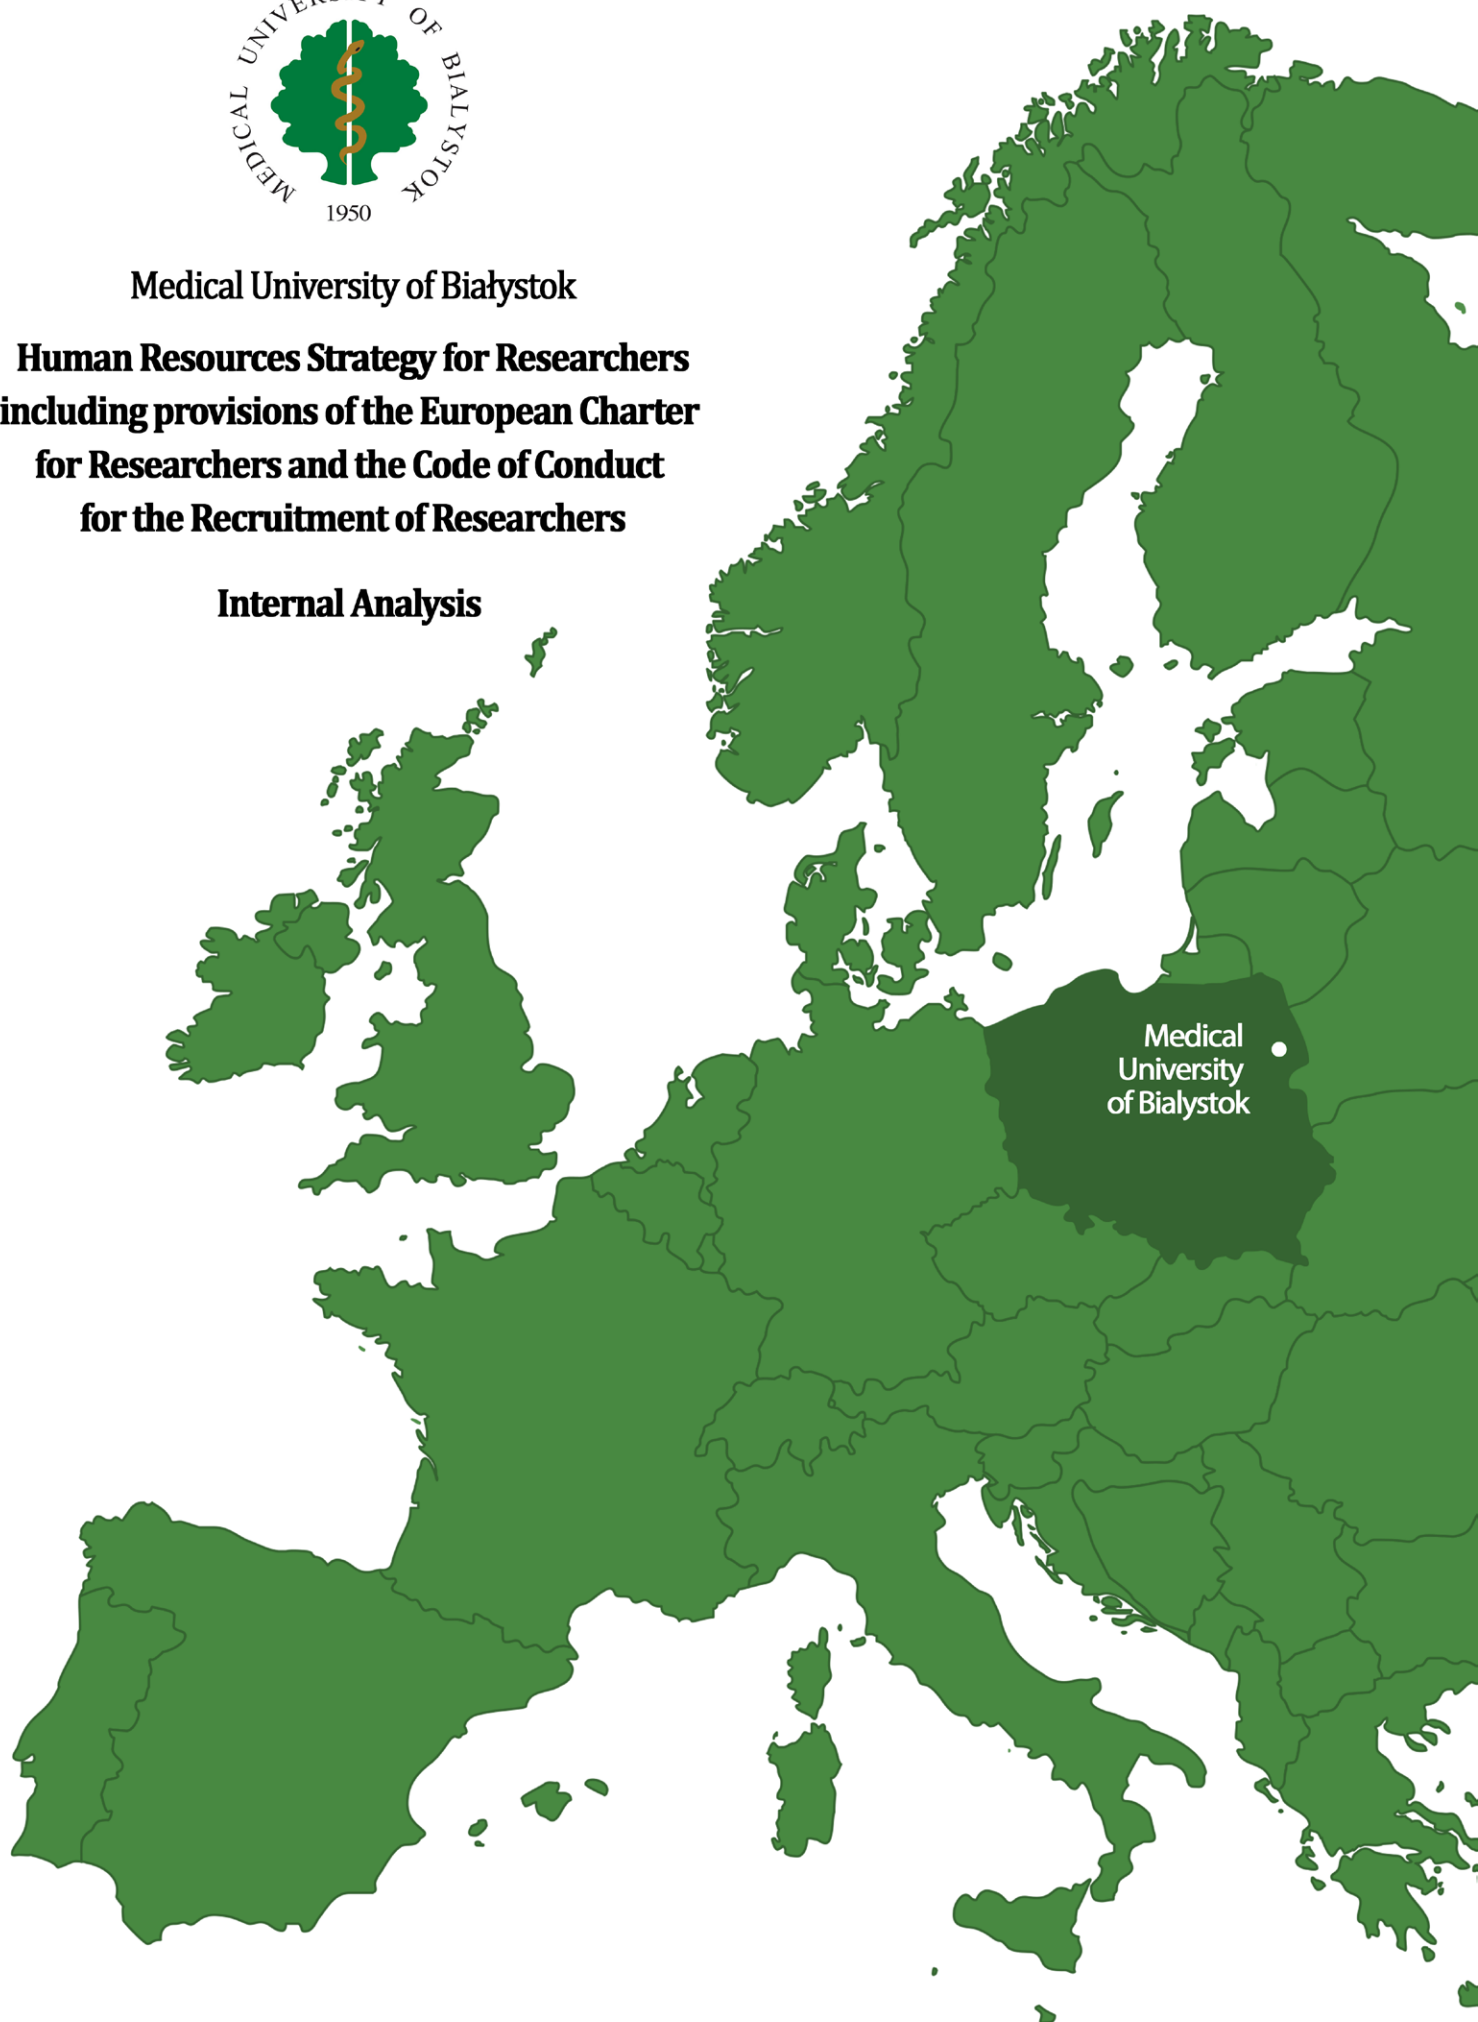 MEDICAL UNIVERSITY OF BIALYSTOK
1950
Medical University of Białystok
Human Resources Strategy for Researchers
including provisions of the European Charter
for Researchers and the Code of Conduct
for the Recruitment of Researchers
Internal Analysis
Medical
University
of Bialystok